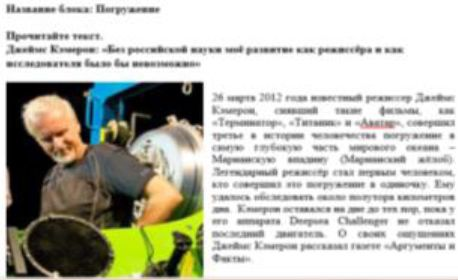 Название блока: Погружение
Прочитайте текст.
Джеймс Кэмерон: «Без российской науки моё развитие как режиссёра и как
исследователя было бы невозможно»
26 марта 2012 года известный режиссер Джеймс
Кэмерон, снявший такие фильмы, как
«Терминатор», «Титаник» и «Аватар», совершил
третье в истории человечества погружение в
самую глубокую часть мирового океана –
Марианскую впадину (Марианский жёлоб).
Легендарный режиссёр стал первым человеком,
кто совершил это погружение в одиночку. Ему
удалось обследовать около полутора километров
дна. Кэмерон оставался на дне до тех пор, пока у
его аппарата Deepsea Challenger не отказал
последний двигатель. О своих ощущениях
Джеймс Кэмерон рассказал газете «Аргументы и
Факты».